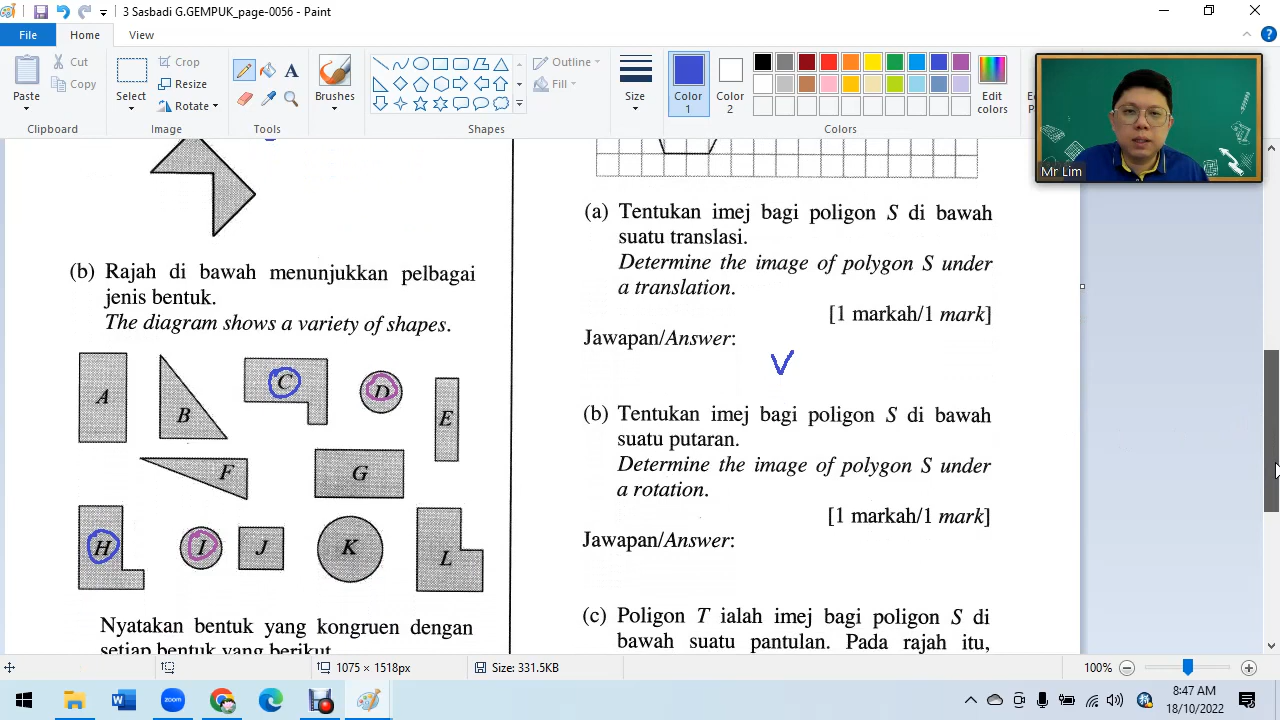 3 Sasbadi G.GEMPUK_page-0056 - Paint
File
Home
View
Paste
Cut
Copy
Clipboard
Select
Crop
Resize
Rotate
Image
A
Tools
Brushes
Shapes
Outline
Fill
Size
Color 1
Color 2
Colors
Edit colors
Mr Lim
(b) Rajah di bawah menunjukkan pelbagai
jenis bentuk.
The diagram shows a variety of shapes.
A
B
C
D
E
F
G
H
I
J
K
L
Nyatakan bentuk yang kongruen dengan
setiap bentuk yang berikut.
(a) Tentukan imej bagi poligon S di bawah
suatu translasi.
Determine the image of polygon S under
a translation.
[1 markah/1 mark]
Jawapan/Answer:
V
(b) Tentukan imej bagi poligon S di bawah
suatu putaran.
Determine the image of polygon S under
a rotation.
[1 markah/1 mark]
Jawapan/Answer:
(c) Poligon T ialah imej bagi poligon S di
bawah suatu pantulan. Pada rajah itu,
1075 × 1518px
Size: 331.5KB
100%
zoom
8:47 AM
18/10/2022